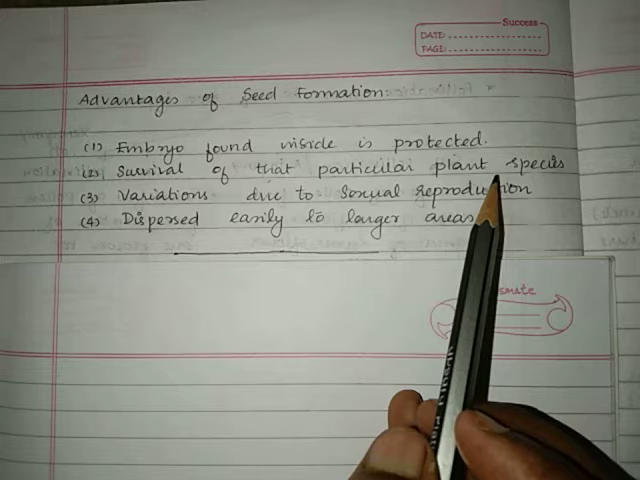 Success
DATE:
PAGE:
Advantages of Seed Formation:
(1) Embryo found inside is protected.
(2) Survival of that particular plant species
(3) Variations due to sexual reproduction
(4) Dispersed easily to larger areas